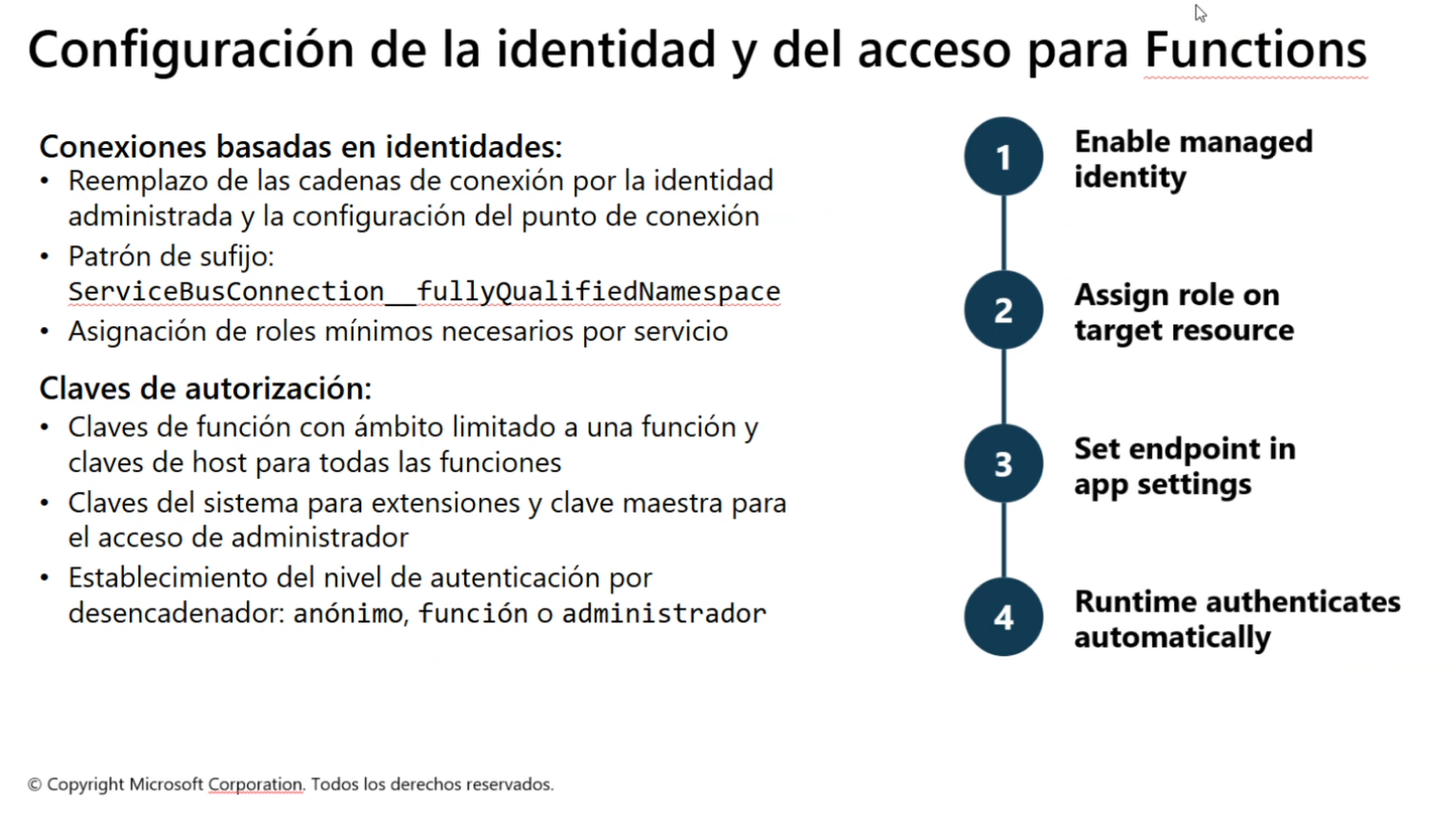 Configuración de la identidad y del acceso para Functions
Conexiones basadas en identidades:
• Reemplazo de las cadenas de conexión por la identidad
administrada y la configuración del punto de conexión
• Patrón de sufijo:
ServiceBusConnection__fullyQualifiedNamespace
• Asignación de roles mínimos necesarios por servicio
Claves de autorización:
• Claves de función con ámbito limitado a una función y
claves de host para todas las funciones
• Claves del sistema para extensiones y clave maestra para
el acceso de administrador
• Establecimiento del nivel de autenticación por
desencadenador: anónimo, función o administrador
1
Enable managed
identity
2
Assign role on
target resource
3
Set endpoint in
app settings
4
Runtime authenticates
automatically
© Copyright Microsoft Corporation. Todos los derechos reservados.